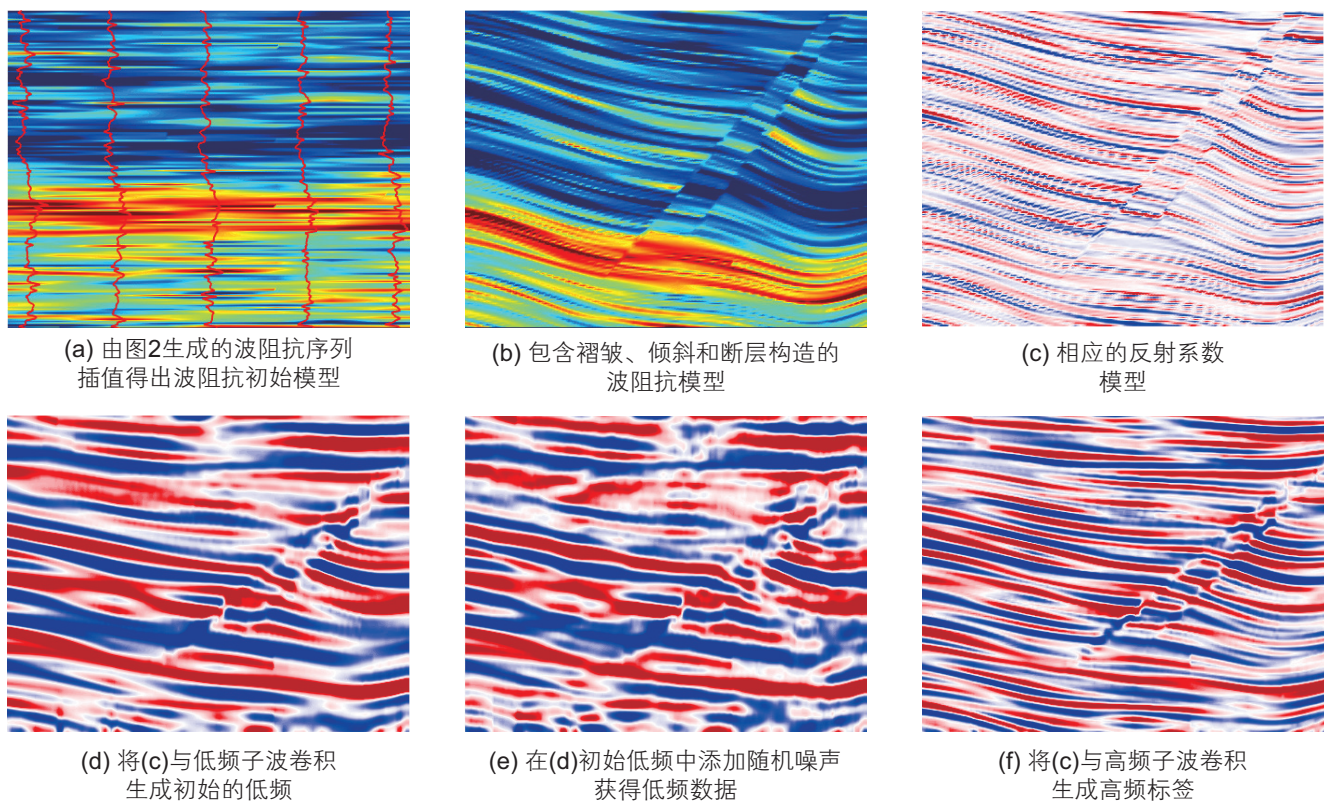 (a) 由图2生成的波阻抗序列
插值得出波阻抗初始模型
(b) 包含褶皱、倾斜和断层构造的
波阻抗模型
(c) 相应的反射系数
模型
(d) 将(c)与低频子波卷积
生成初始的低频
(e) 在(d)初始低频中添加随机噪声
获得低频数据
(f) 将(c)与高频子波卷积
生成高频标签